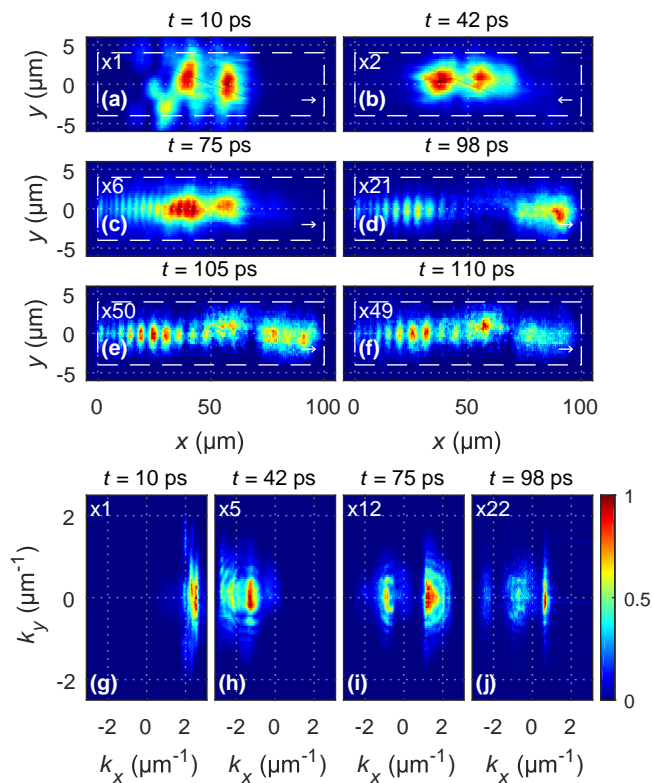 t = 10 ps t = 42 ps
6 x1 x2
y (µm) 0
-5 (a) → (b) ←
t = 75 ps t = 98 ps
5 x6 x21
y (µm) 0
-5 (c) → (d) →
t = 105 ps t = 110 ps
5 x50 x49
y (µm) 0
-5 (e) → (f) →
0 50 100 0 50 100
x (µm) x (µm)
t = 10 ps t = 42 ps t = 75 ps t = 98 ps
x1 x5 x12 x22 1
2
k_y (µm⁻¹) 0 0.5
-2 (g) (h) (i) (j) 0
-2 0 2 -2 0 2 -2 0 2 -2 0 2
k_x (µm⁻¹) k_x (µm⁻¹) k_x (µm⁻¹) k_x (µm⁻¹)